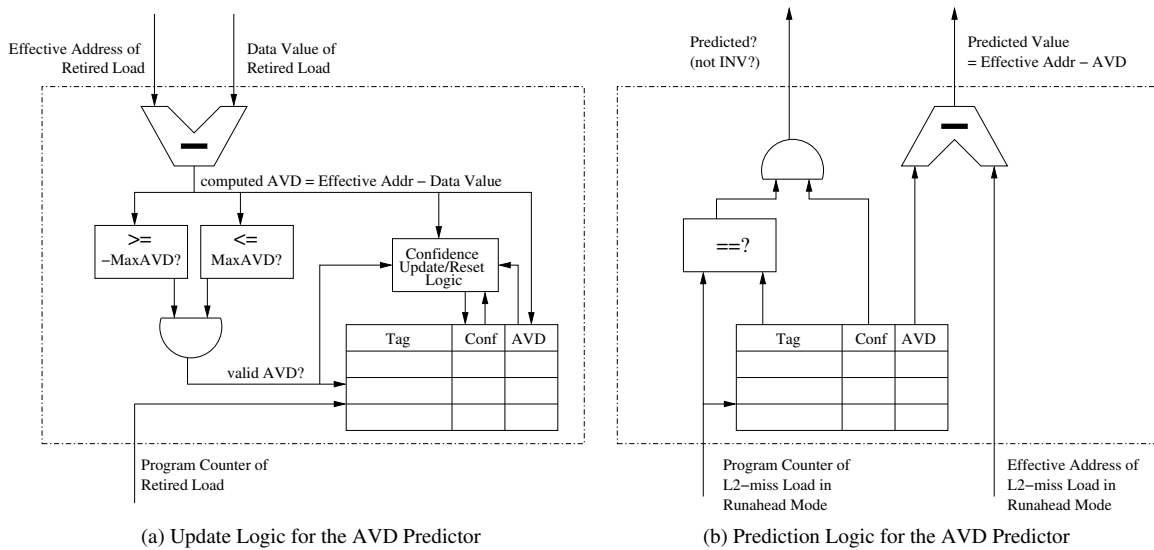 Effective Address of
Retired Load
Data Value of
Retired Load
computed AVD = Effective Addr − Data Value
>=
−MaxAVD?
<=
MaxAVD?
Confidence
Update/Reset
Logic
Tag
Conf
AVD
valid AVD?
Program Counter of
Retired Load
(a) Update Logic for the AVD Predictor
Predicted?
(not INV?)
Predicted Value
= Effective Addr − AVD
==?
Tag
Conf
AVD
Program Counter of
L2−miss Load in
Runahead Mode
Effective Address of
L2−miss Load in
Runahead Mode
(b) Prediction Logic for the AVD Predictor